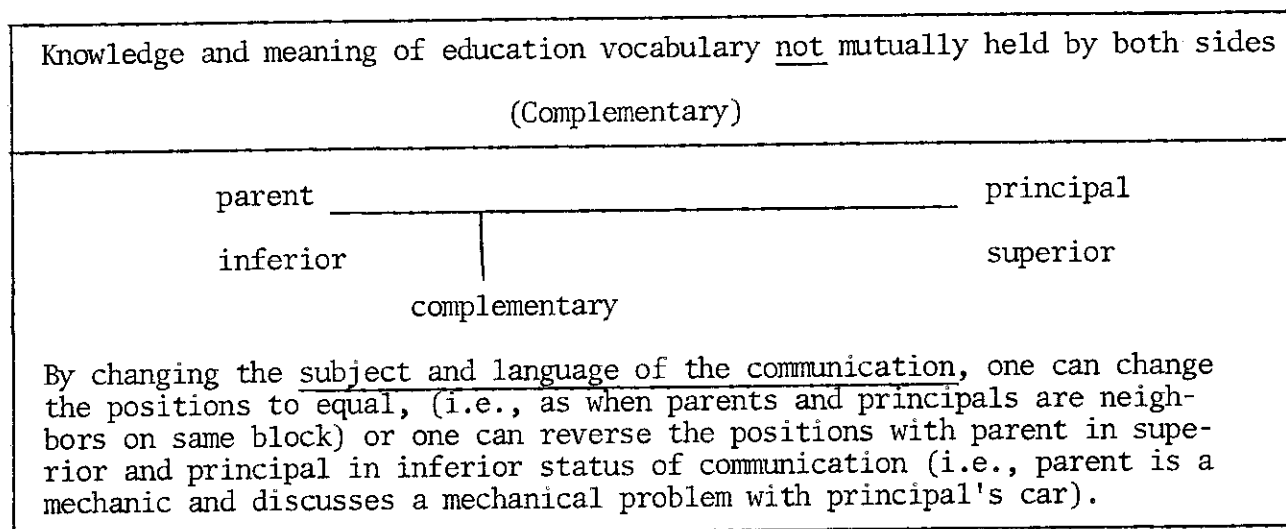 Knowledge and meaning of education vocabulary not mutually held by both sides
(Complementary)
parent principal
inferior superior
complementary
By changing the subject and language of the communication, one can change
the positions to equal, (i.e., as when parents and principals are neigh-
bors on same block) or one can reverse the positions with parent in supe-
rior and principal in inferior status of communication (i.e., parent is a
mechanic and discusses a mechanical problem with principal's car).